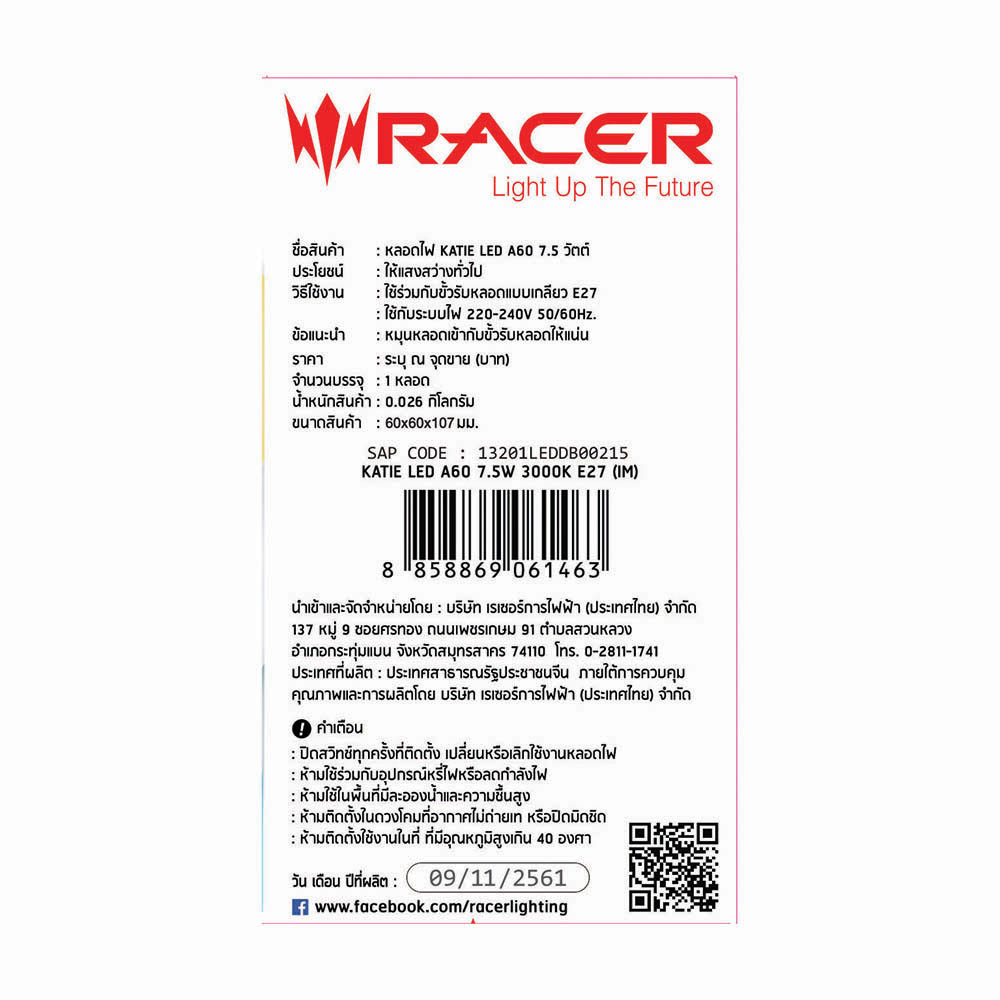 RACER
Light Up The Future
ชื่อสินค้า : หลอดไฟ KATIE LED A60 7.5 วัตต์
ประโยชน์ : ให้แสงสว่างทั่วไป
วิธีใช้งาน : ใช้ร่วมกับขั้วรับหลอดแบบเกลียว E27
: ใช้กับระบบไฟ 220-240V 50/60Hz.
ข้อแนะนำ : หมุนหลอดเข้ากับขั้วรับหลอดให้แน่น
ราคา : ระบุ ณ จุดขาย (บาท)
จำนวนบรรจุ : 1 หลอด
น้ำหนักสินค้า : 0.026 กิโลกรัม
ขนาดสินค้า : 60x60x107 มม.
SAP CODE : 13201LEDDB00215
KATIE LED A60 7.5W 3000K E27 (IM)
8 858869 061463
นำเข้าและจัดจำหน่ายโดย : บริษัท เรเซอร์การไฟฟ้า (ประเทศไทย) จำกัด
137 หมู่ 9 ซอยศรทอง ถนนเพชรเกษม 91 ตำบลสวนหลวง
อำเภอกระทุ่มแบน จังหวัดสมุทรสาคร 74110 โทร. 0-2811-1741
ประเทศที่ผลิต : ประเทศสาธารณรัฐประชาชนจีน ภายใต้การควบคุม
คุณภาพและการผลิตโดย บริษัท เรเซอร์การไฟฟ้า (ประเทศไทย) จำกัด
! คำเตือน
: ปิดสวิทช์ทุกครั้งที่ติดตั้ง เปลี่ยนหรือเลิกใช้งานหลอดไฟ
: ห้ามใช้ร่วมกับอุปกรณ์หรี่ไฟหรือลดกำลังไฟ
: ห้ามใช้ในพื้นที่มีละอองน้ำและความชื้นสูง
: ห้ามติดตั้งในดวงโคมที่อากาศไม่ถ่ายเท หรือปิดมิดชิด
: ห้ามติดตั้งใช้งานในที่ ที่มีอุณหภูมิสูงเกิน 40 องศา
วัน เดือน ปีที่ผลิต : 09/11/2561
www.facebook.com/racerlighting